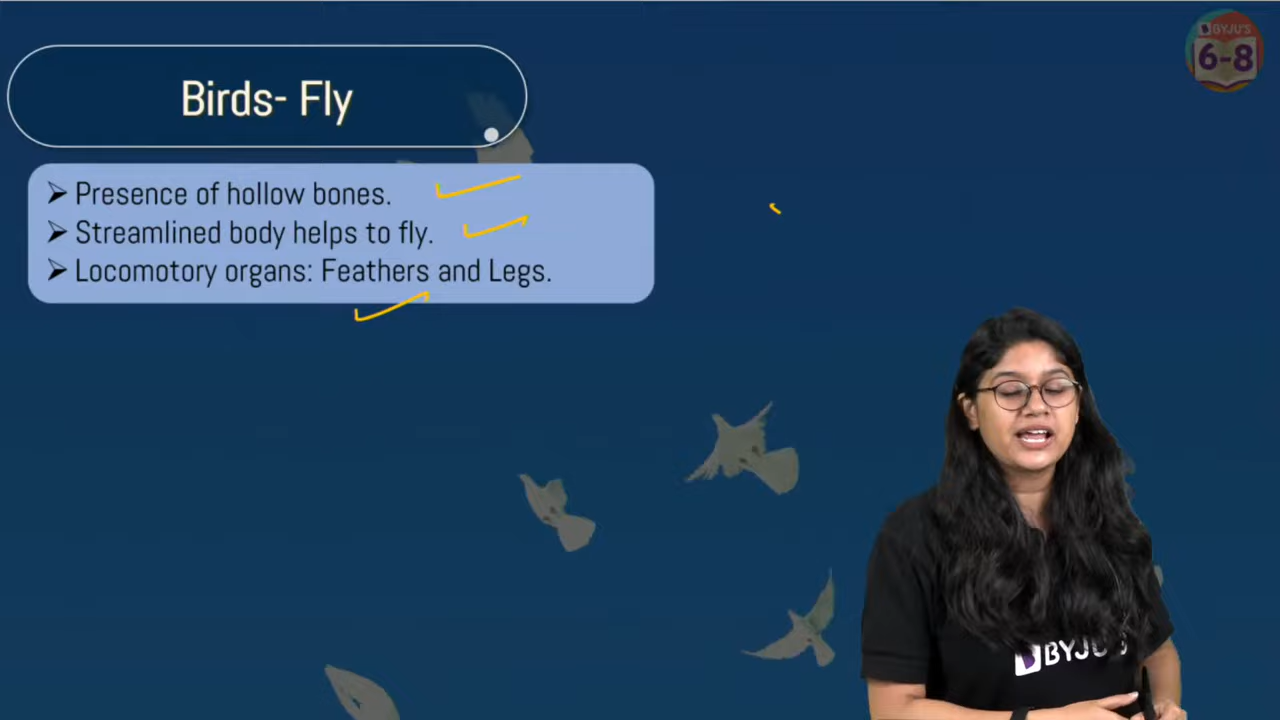 BYJU'S
6-8
Birds- Fly
➢ Presence of hollow bones.
➢ Streamlined body helps to fly.
➢ Locomotory organs: Feathers and Legs.
BYJU'S